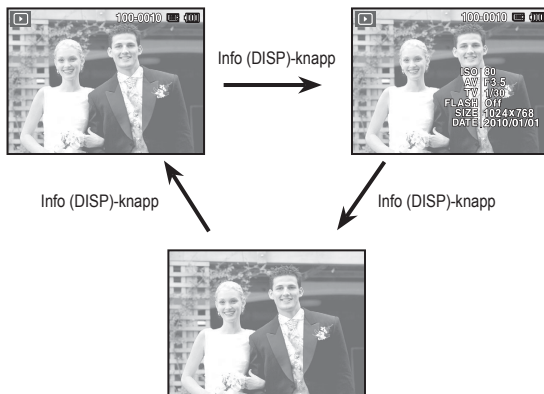 100-0010
Info (DISP)-knapp
100-0010
ISO 80
AV F3.5
TV 1/30
FLASH Off
SIZE 1024X768
DATE 2010/01/01
Info (DISP)-knapp
Info (DISP)-knapp